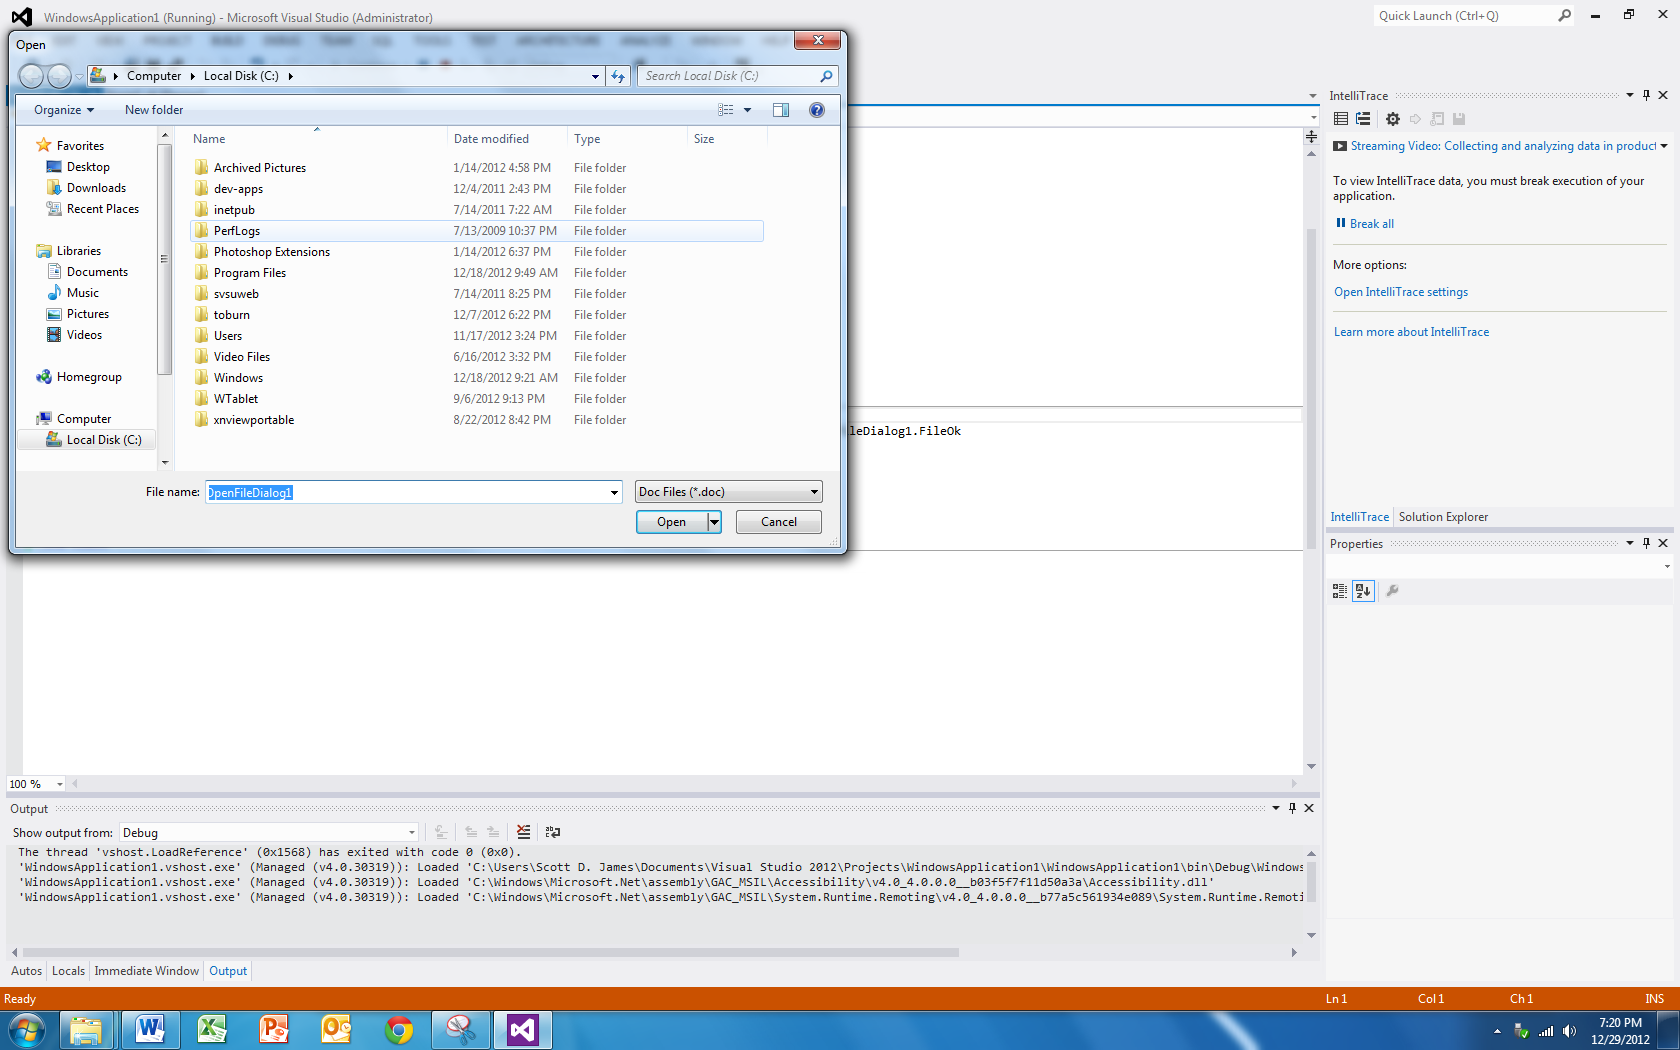 WindowsApplication1 (Running) - Microsoft Visual Studio (Administrator)
Quick Launch (Ctrl+Q)
Open
Computer
Local Disk (C:)
Search Local Disk (C:)
Organize
New folder
Favorites
Desktop
Downloads
Recent Places
Libraries
Documents
Music
Pictures
Videos
Homegroup
Computer
Local Disk (C:)
Name Date modified Type Size
Archived Pictures 1/14/2012 4:58 PM File folder
dev-apps 12/4/2011 2:43 PM File folder
inetpub 7/14/2011 7:22 AM File folder
PerfLogs 7/13/2009 10:37 PM File folder
Photoshop Extensions 1/14/2012 6:37 PM File folder
Program Files 12/18/2012 9:49 AM File folder
svsuweb 7/14/2011 8:25 PM File folder
toburn 12/7/2012 6:22 PM File folder
Users 11/17/2012 3:24 PM File folder
Video Files 6/16/2012 3:32 PM File folder
Windows 12/18/2012 9:21 AM File folder
WTablet 9/6/2012 9:13 PM File folder
xnviewportable 8/22/2012 8:42 PM File folder
File name: OpenFileDialog1
Doc Files (*.doc)
Open
Cancel
leDialog1.FileOk
IntelliTrace
Streaming Video: Collecting and analyzing data in product
To view IntelliTrace data, you must break execution of your
application.
Break all
More options:
Open IntelliTrace settings
Learn more about IntelliTrace
IntelliTrace Solution Explorer
Properties
100 %
Output
Show output from: Debug
The thread 'vshost.LoadReference' (0x1568) has exited with code 0 (0x0).
'WindowsApplication1.vshost.exe' (Managed (v4.0.30319)): Loaded 'C:\Users\Scott D. James\Documents\Visual Studio 2012\Projects\WindowsApplication1\WindowsApplication1\bin\Debug\Windows
'WindowsApplication1.vshost.exe' (Managed (v4.0.30319)): Loaded 'C:\Windows\Microsoft.Net\assembly\GAC_MSIL\Accessibility\v4.0_4.0.0.0__b03f5f7f11d50a3a\Accessibility.dll'
'WindowsApplication1.vshost.exe' (Managed (v4.0.30319)): Loaded 'C:\Windows\Microsoft.Net\assembly\GAC_MSIL\System.Runtime.Remoting\v4.0_4.0.0.0__b77a5c561934e089\System.Runtime.Remoti
Autos Locals Immediate Window Output
Ready
Ln 1 Col 1 Ch 1 INS
7:20 PM
12/29/2012